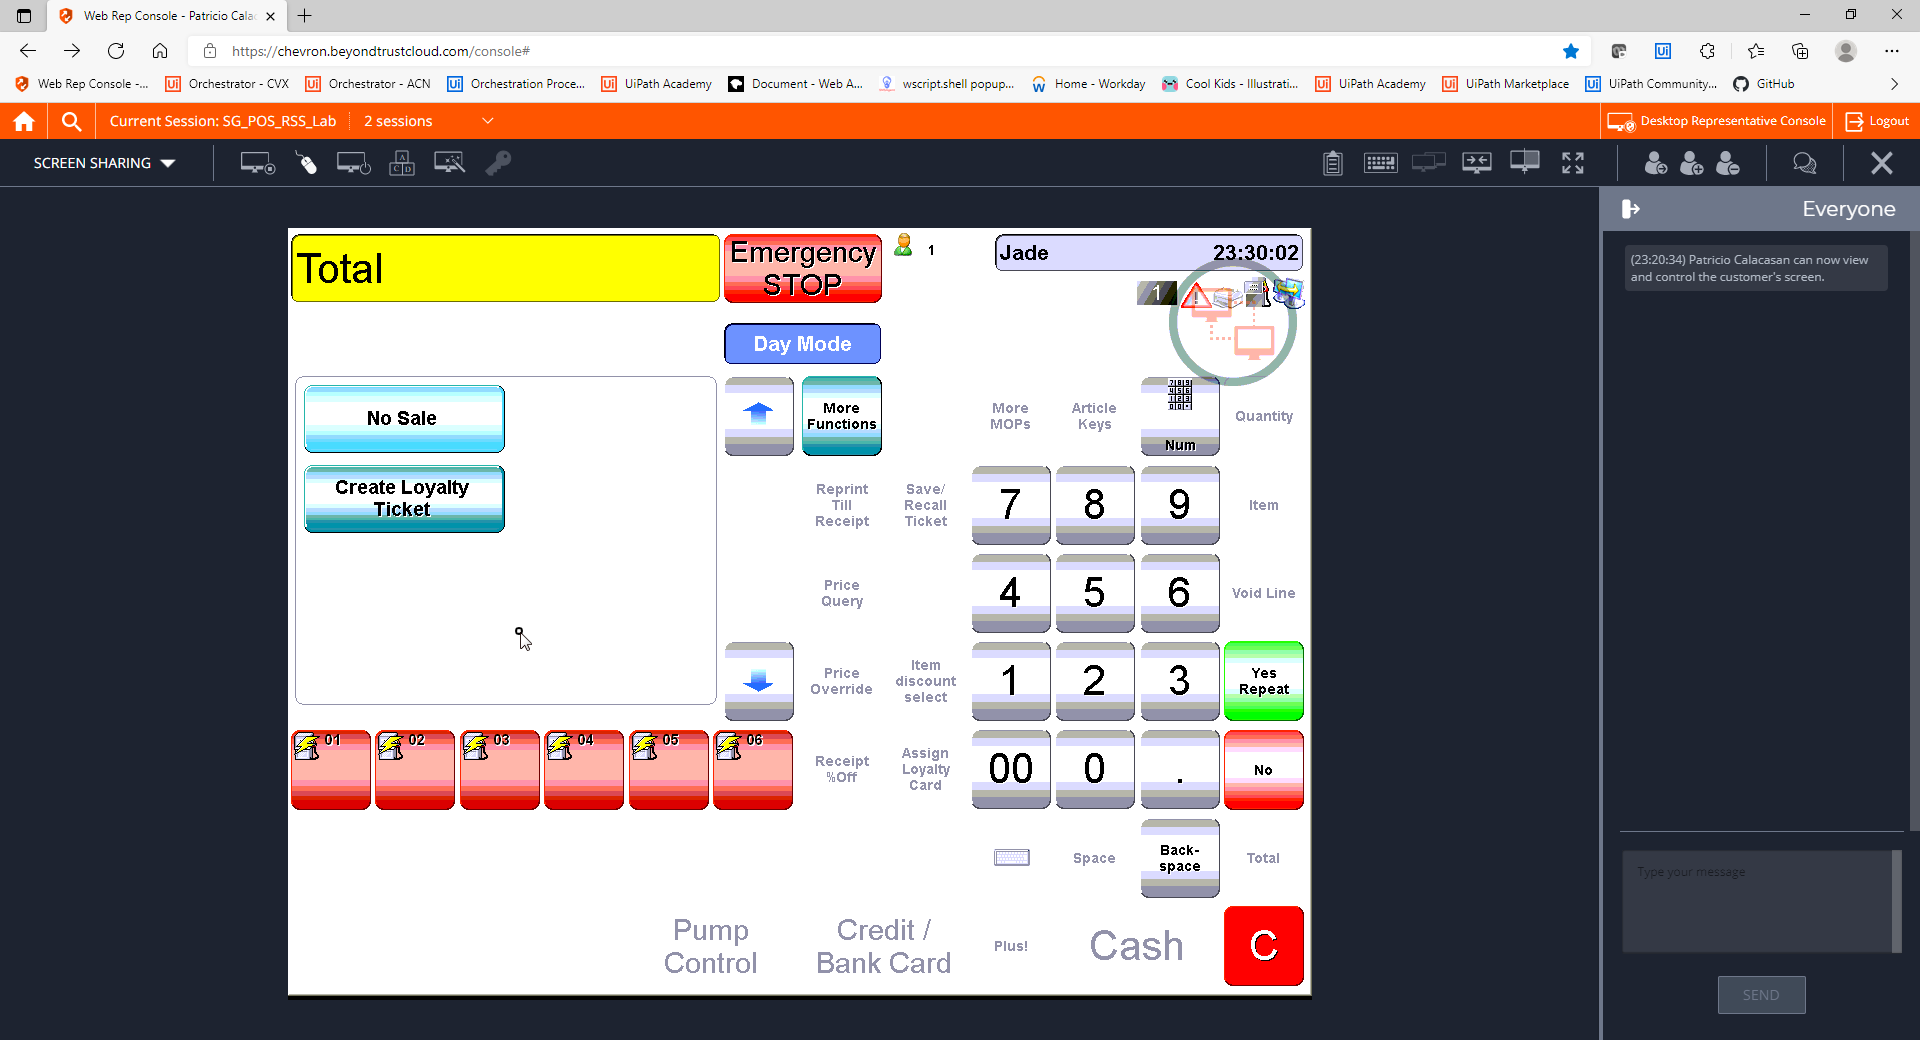 Web Rep Console - Patricio Cala
https://chevron.beyondtrustcloud.com/console#
Web Rep Console -...
Orchestrator - CVX
Orchestrator - ACN
Orchestration Proce...
UiPath Academy
Document - Web A...
wscript.shell popup...
Home - Workday
Cool Kids - Illustrati...
UiPath Academy
UiPath Marketplace
UiPath Community...
GitHub
Current Session: SG_POS_RSS_Lab
2 sessions
Desktop Representative Console
Logout
SCREEN SHARING
Everyone
(23:20:34) Patricio Calacasan can now view
and control the customer's screen.
Total
Emergency
STOP
1
Jade
23:30:02
1
Day Mode
No Sale
Create Loyalty
Ticket
More
Functions
More
MOPs
Article
Keys
Num
Quantity
Reprint
Till
Receipt
Save/
Recall
Ticket
7
8
9
Item
Price
Query
4
5
6
Void Line
Price
Override
Item
discount
select
1
2
3
Yes
Repeat
01
02
03
04
05
06
Receipt
%Off
Assign
Loyalty
Card
00
0
.
No
Space
Back-
space
Total
Pump
Control
Credit /
Bank Card
Plus!
Cash
C
Type your message
SEND